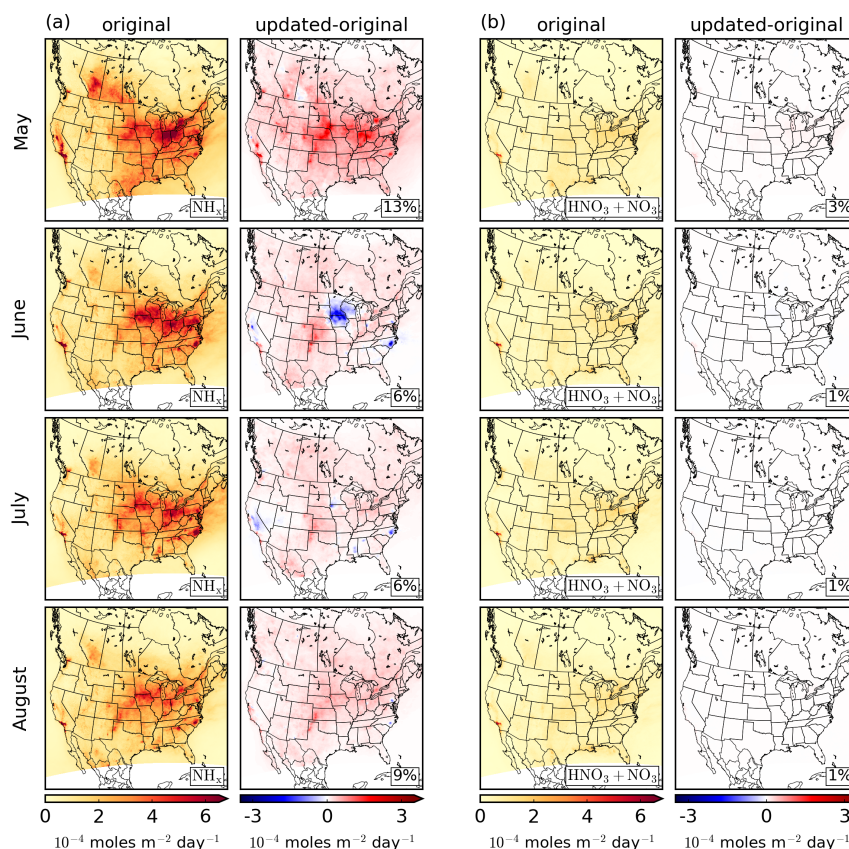 (a) original updated-original (b) original updated-original
May NHₓ 13% HNO₃ + NO₃ 3%
June NHₓ 6% HNO₃ + NO₃ 1%
July NHₓ 6% HNO₃ + NO₃ 1%
August NHₓ 9% HNO₃ + NO₃ 1%
0 2 4 6 -3 0 3 0 2 4 6 -3 0 3
10⁻⁴ moles m⁻² day⁻¹ 10⁻⁴ moles m⁻² day⁻¹ 10⁻⁴ moles m⁻² day⁻¹ 10⁻⁴ moles m⁻² day⁻¹